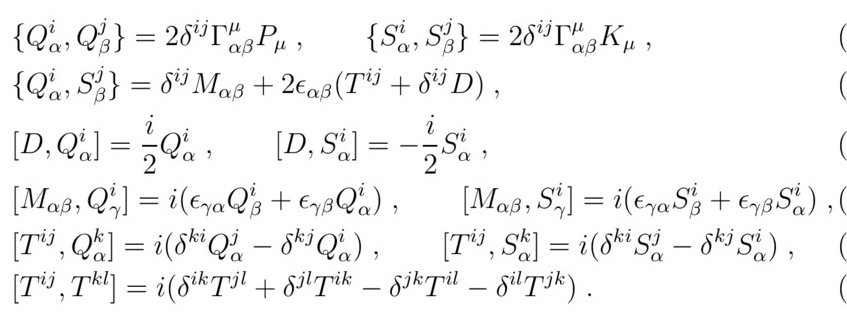 {Q^i_α, Q^j_β} = 2δ^{ij}Γ^μ_{αβ}P_μ , {S^i_α, S^j_β} = 2δ^{ij}Γ^μ_{αβ}K_μ , (
{Q^i_α, S^j_β} = δ^{ij}M_{αβ} + 2ϵ_{αβ}(T^{ij} + δ^{ij}D) , (
[D, Q^i_α] = \frac{i}{2}Q^i_α , [D, S^i_α] = −\frac{i}{2}S^i_α , (
[M_{αβ}, Q^i_γ] = i(ϵ_{γα}Q^i_β + ϵ_{γβ}Q^i_α) , [M_{αβ}, S^i_γ] = i(ϵ_{γα}S^i_β + ϵ_{γβ}S^i_α) , (
[T^{ij}, Q^k_α] = i(δ^{ki}Q^j_α − δ^{kj}Q^i_α) , [T^{ij}, S^k_α] = i(δ^{ki}S^j_α − δ^{kj}S^i_α) , (
[T^{ij}, T^{kl}] = i(δ^{ik}T^{jl} + δ^{jl}T^{ik} − δ^{jk}T^{il} − δ^{il}T^{jk}) . (